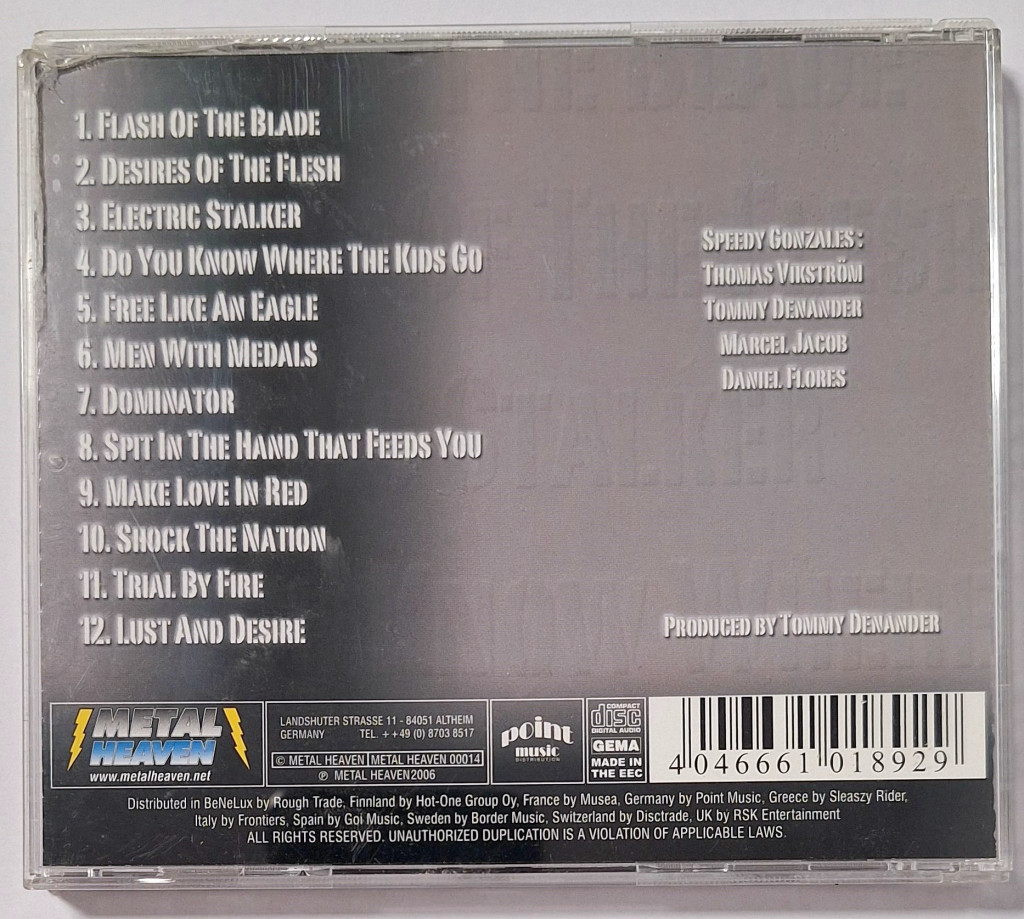 1. Flash Of The Blade
2. Desires Of The Flesh
3. Electric Stalker
4. Do You Know Where The Kids Go
5. Free Like An Eagle
6. Men With Medals
7. Dominator
8. Spit In The Hand That Feeds You
9. Make Love In Red
10. Shock The Nation
11. Trial By Fire
12. Lust And Desire
Speedy Gonzales:
Thomas Vikström
Tommy Denander
Marcel Jacob
Daniel Flores
Produced by Tommy Denander
METAL
HEAVEN
www.metalheaven.net
LANDSHUTER STRASSE 11 - 84051 ALTHEIM
GERMANY TEL. ++49 (0) 8703 8517
© METAL HEAVEN METAL HEAVEN 00014
℗ METAL HEAVEN 2006
point
music
DISTRIBUTION
COMPACT
disc
DIGITAL AUDIO
GEMA
MADE IN
THE EEC
4 046661 018929
Distributed in BeNeLux by Rough Trade, Finnland by Hot-One Group Oy, France by Musea, Germany by Point Music, Greece by Sleaszy Rider,
Italy by Frontiers, Spain by Goi Music, Sweden by Border Music, Switzerland by Disctrade, UK by RSK Entertainment
ALL RIGHTS RESERVED. UNAUTHORIZED DUPLICATION IS A VIOLATION OF APPLICABLE LAWS.